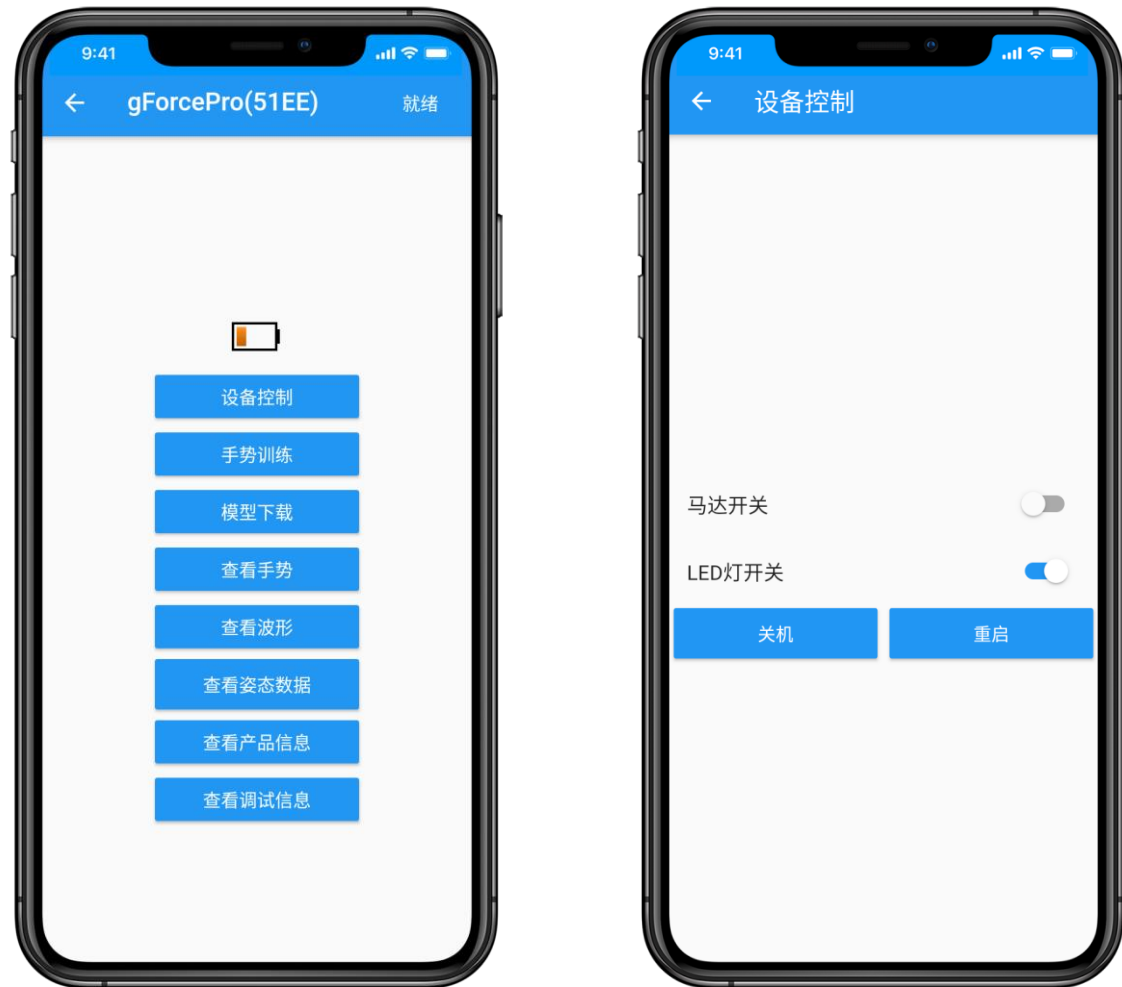 9:41
gForcePro(51EE)
就绪
设备控制
手势训练
模型下载
查看手势
查看波形
查看姿态数据
查看产品信息
查看调试信息
9:41
设备控制
马达开关
LED灯开关
关机
重启